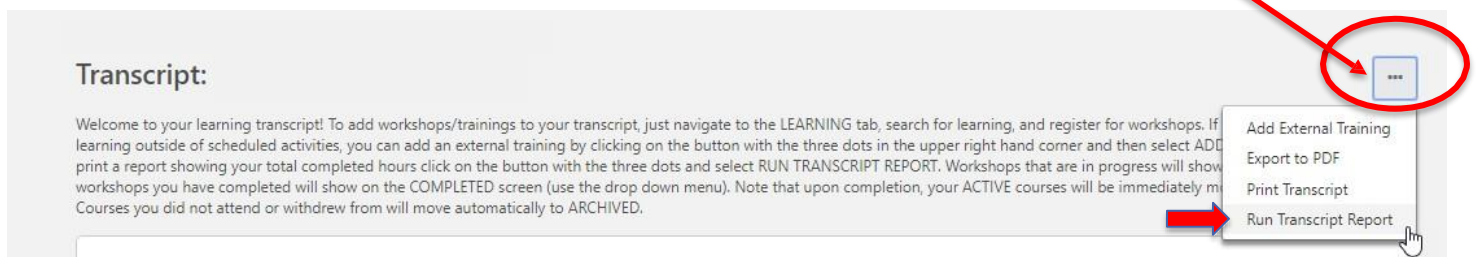 Transcript:
...
Welcome to your learning transcript! To add workshops/trainings to your transcript, just navigate to the LEARNING tab, search for learning, and register for workshops. If
learning outside of scheduled activities, you can add an external training by clicking on the button with the three dots in the upper right hand corner and then select ADD
print a report showing your total completed hours click on the button with the three dots and select RUN TRANSCRIPT REPORT. Workshops that are in progress will show
workshops you have completed will show on the COMPLETED screen (use the drop down menu). Note that upon completion, your ACTIVE courses will be immediately
Courses you did not attend or withdrew from will move automatically to ARCHIVED.
Add External Training
Export to PDF
Print Transcript
Run Transcript Report